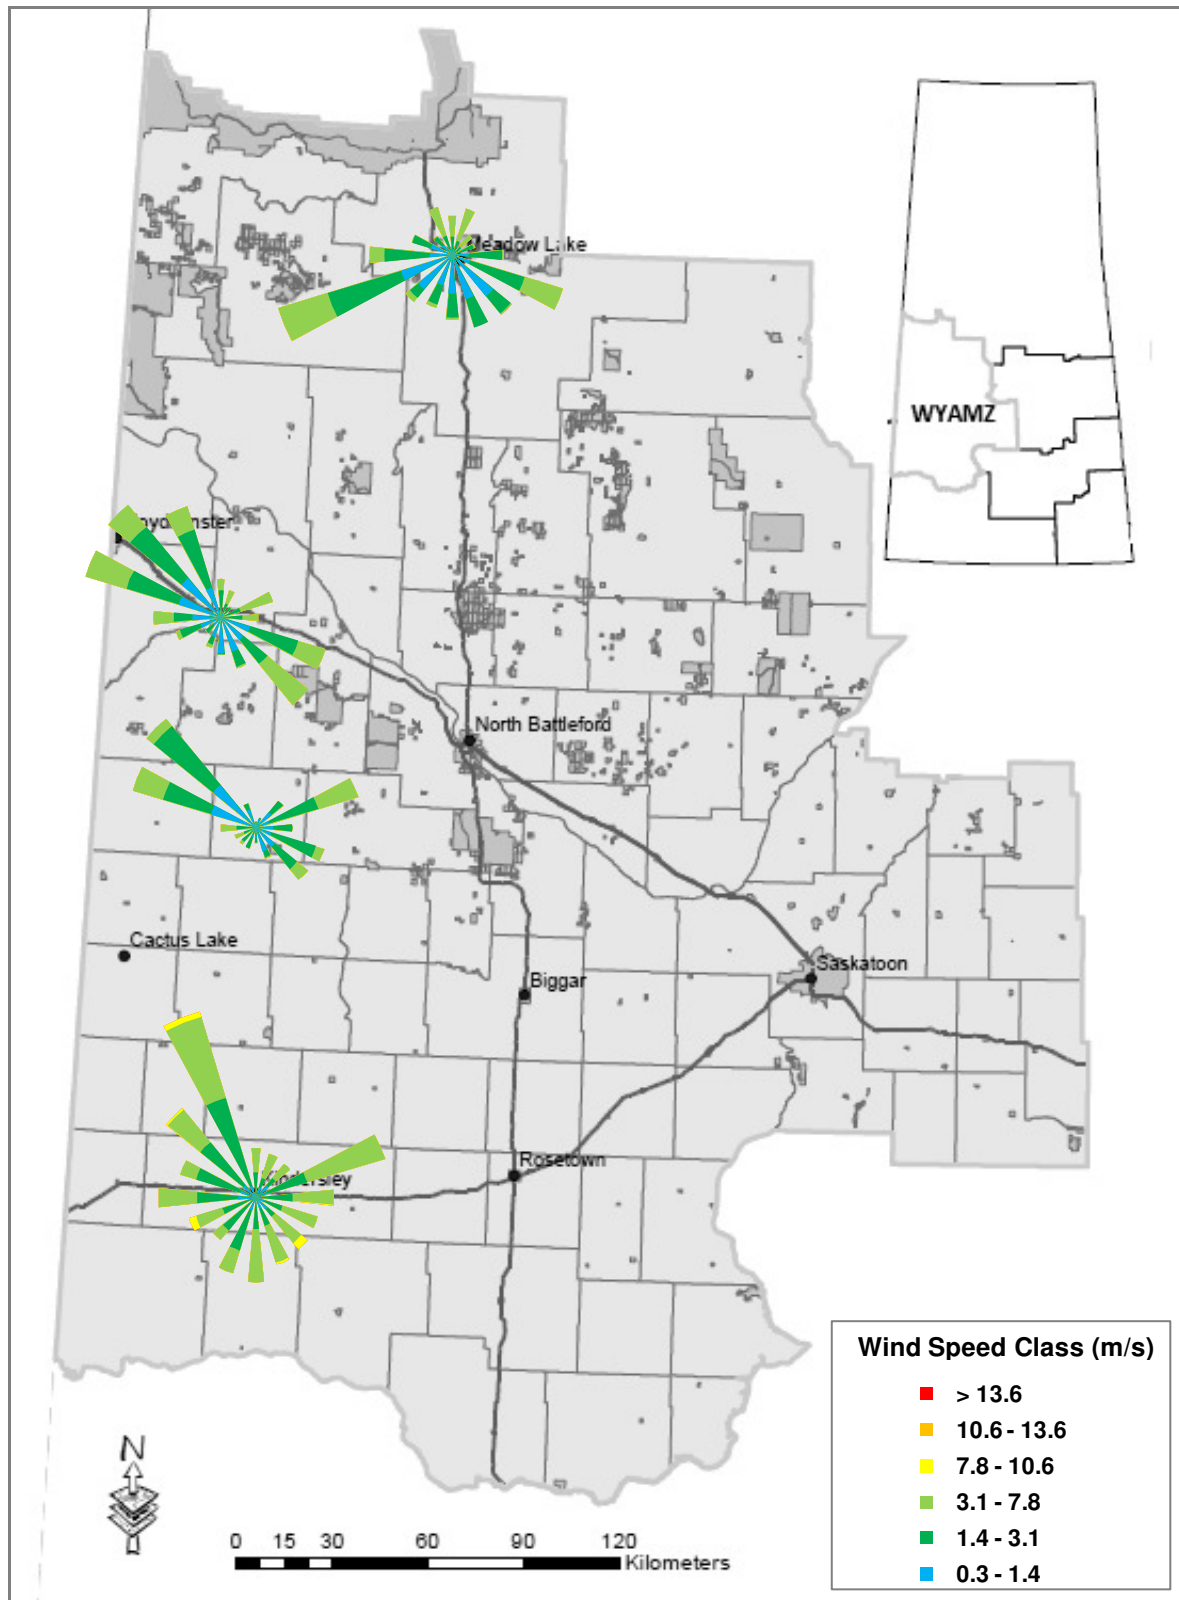 Meadow Lake
WYAMZ
North Battleford
Cactus Lake
Biggar
Saskatoon
Rosetown
Wind Speed Class (m/s)
> 13.6
10.6 - 13.6
7.8 - 10.6
3.1 - 7.8
1.4 - 3.1
0.3 - 1.4
N
0 15 30 60 90 120
Kilometers